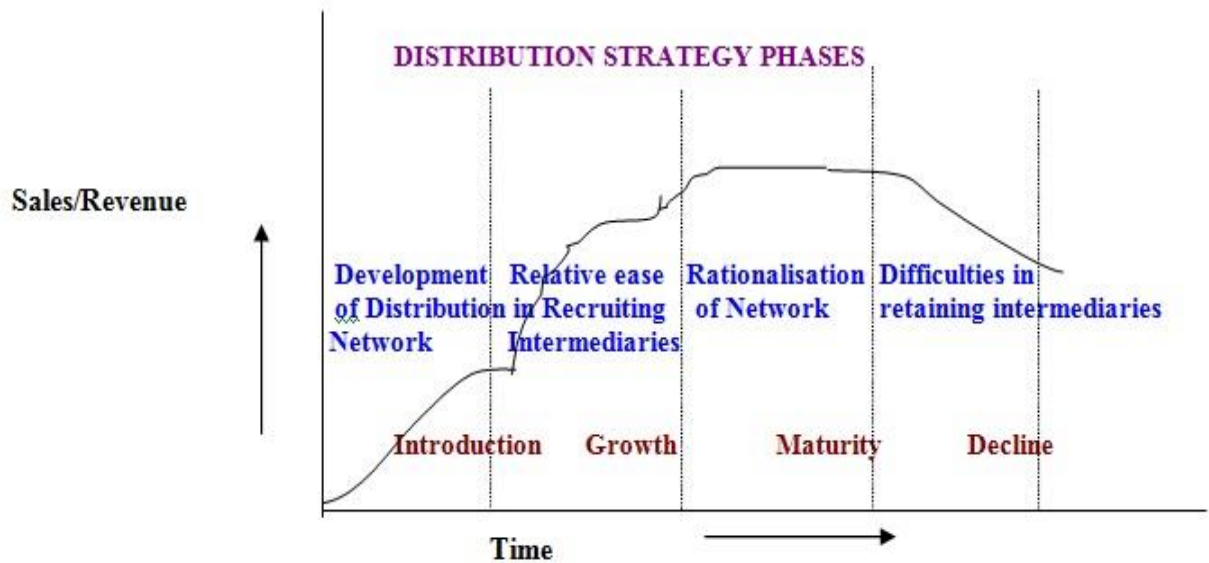 DISTRIBUTION STRATEGY PHASES
Sales/Revenue
Development
of Distribution
Network
Relative ease
in Recruiting
Intermediaries
Rationalisation
of Network
Difficulties in
retaining intermediaries
Introduction
Growth
Maturity
Decline
Time